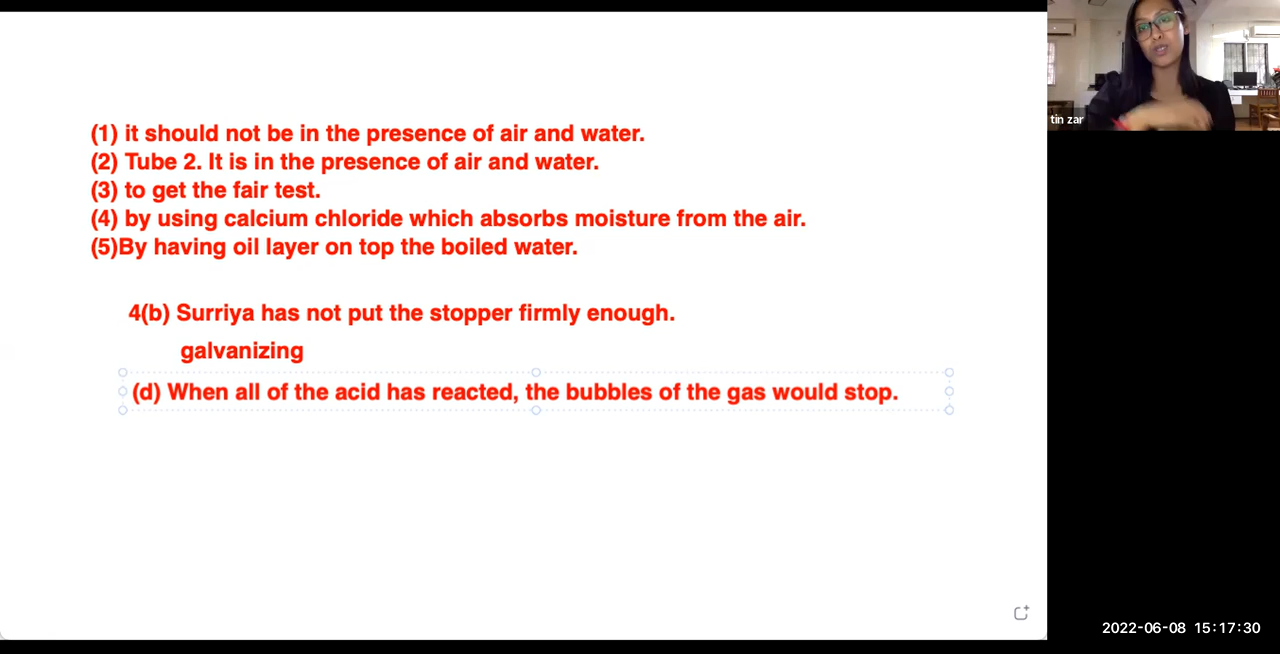 (1) it should not be in the presence of air and water.
(2) Tube 2. It is in the presence of air and water.
(3) to get the fair test.
(4) by using calcium chloride which absorbs moisture from the air.
(5)By having oil layer on top the boiled water.
4(b) Surriya has not put the stopper firmly enough.
galvanizing
(d) When all of the acid has reacted, the bubbles of the gas would stop.
tin zar
2022-06-08 15:17:30